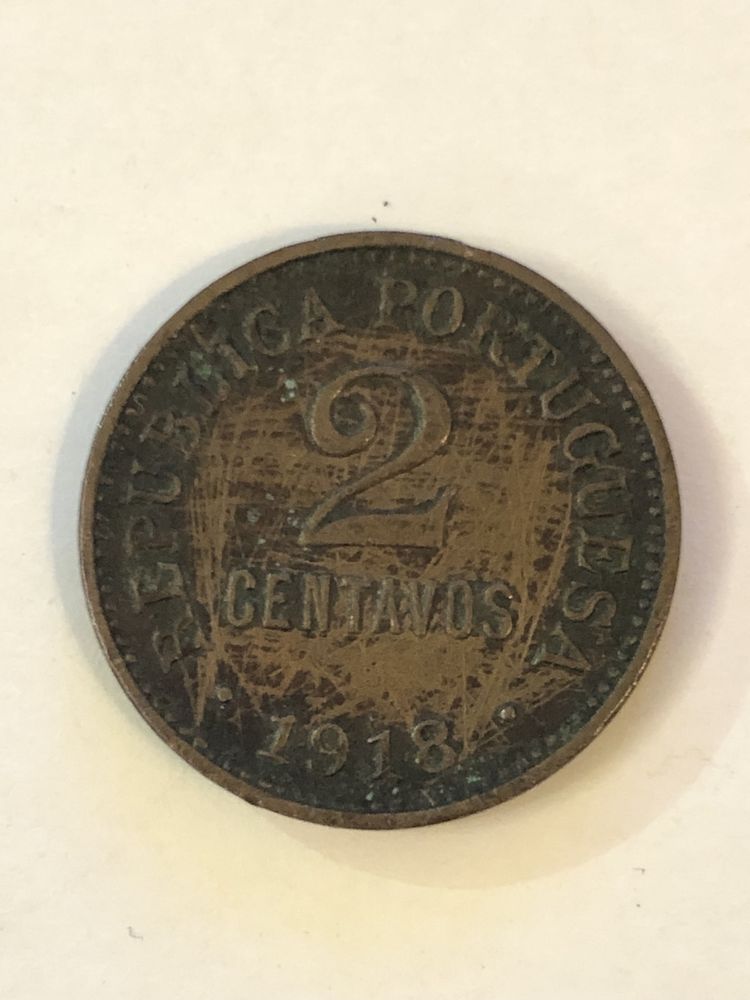 REPUBLICA PORTUGUESA
2
CENTAVOS
1918